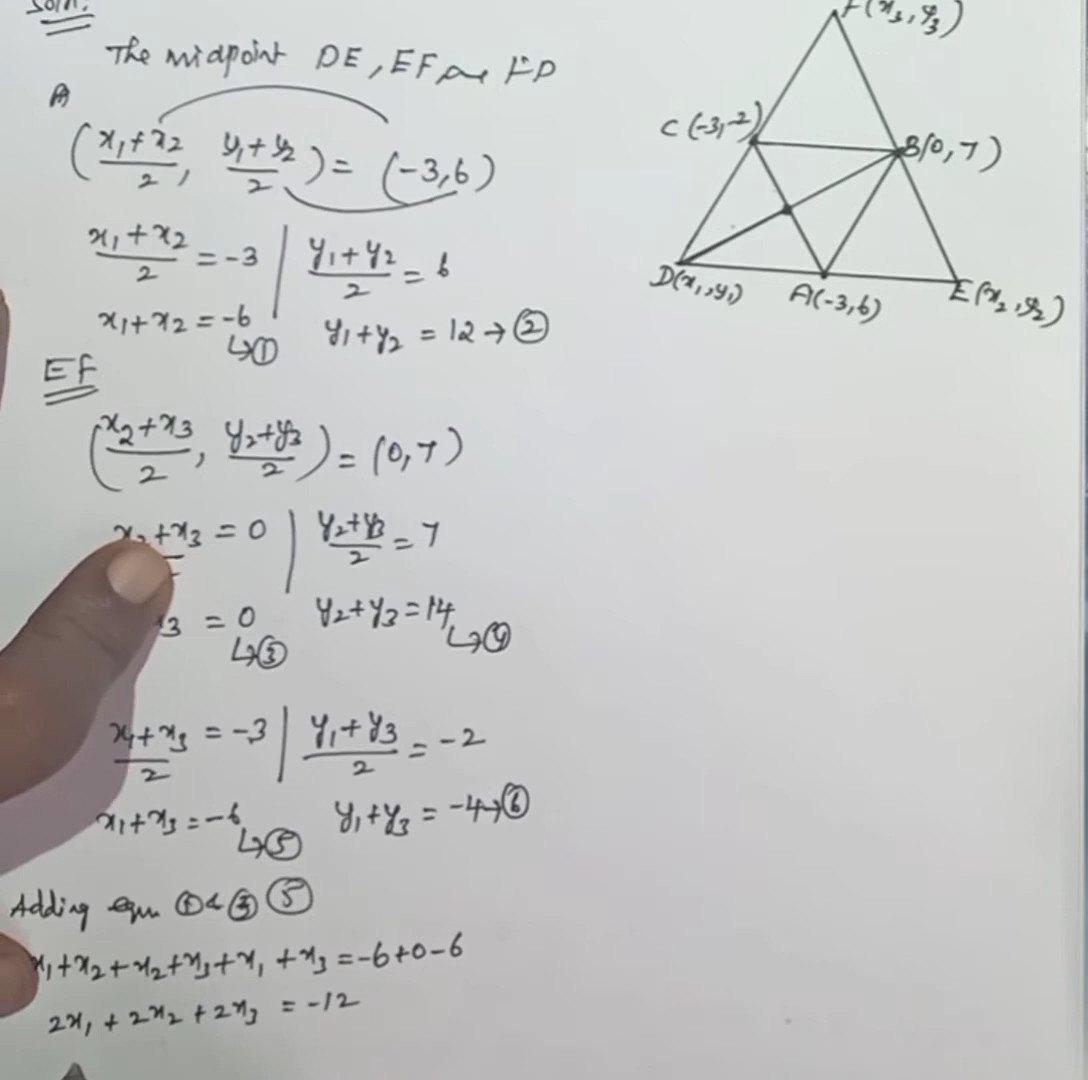 Soln:
The midpoint DE, EF and FD
A
(x₁+x₂/2, y₁+y₂/2) = (-3,6)
x₁+x₂/2 = -3 | y₁+y₂/2 = 6
x₁+x₂ = -6 ↳① y₁+y₂ = 12 → ②
EF
(x₂+x₃/2, y₂+y₃/2) = (0,7)
x₂+x₃ = 0 | y₂+y₃/2 = 7
x₃ = 0 ↳③ y₂+y₃ = 14 ↳④
x₁+x₃/2 = -3 | y₁+y₃/2 = -2
x₁+x₃ = -6 ↳⑤ y₁+y₃ = -4 → ⑥
Adding equ ① & ③ ⑤
x₁+x₂+x₂+x₃+x₁+x₃ = -6+0-6
2x₁+2x₂+2x₃ = -12
F(x₃,y₃)
C(-3,-2)
B(0,7)
D(x₁,y₁)
A(-3,6)
E(x₂,y₂)